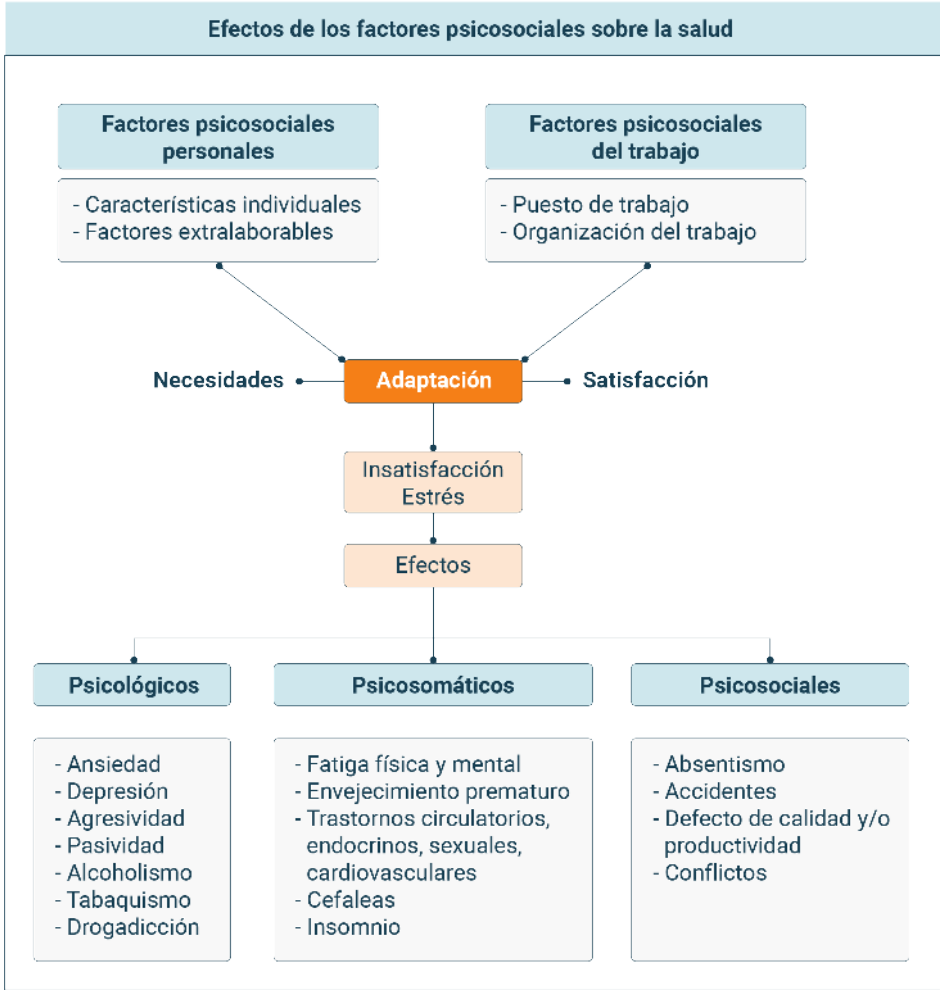 Efectos de los factores psicosociales sobre la salud
Factores psicosociales
personales
- Características individuales
- Factores extralaborables
Factores psicosociales
del trabajo
- Puesto de trabajo
- Organización del trabajo
Necesidades
Adaptación
Satisfacción
Insatisfacción
Estrés
Efectos
Psicológicos
- Ansiedad
- Depresión
- Agresividad
- Pasividad
- Alcoholismo
- Tabaquismo
- Drogadicción
Psicosomáticos
- Fatiga física y mental
- Envejecimiento prematuro
- Trastornos circulatorios,
endocrinos, sexuales,
cardiovasculares
- Cefaleas
- Insomnio
Psicosociales
- Absentismo
- Accidentes
- Defecto de calidad y/o
productividad
- Conflictos